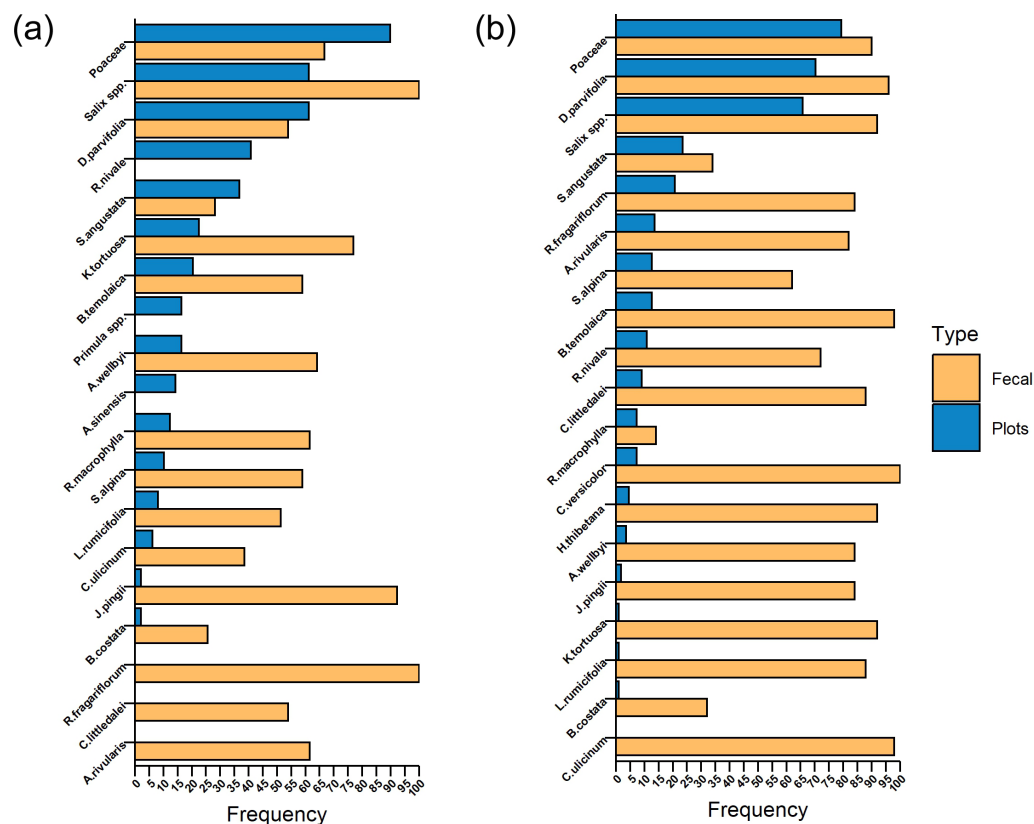 (a)
Poaceae
Salix spp.
D.parvifolia
R.nivale
S.angustata
K.tortuosa
B.temolaica
Primula spp.
A.wellbyi
A.sinensis
R.macrophylla
S.alpina
L.rumicifolia
C.ulicinum
J.pingii
B.costata
R.fragariflorum
C.littledalei
A.rivularis
0 5 10 15 20 25 30 35 40 45 50 55 60 65 70 75 80 85 90 95 100
Frequency
(b)
Poaceae
D.parvifolia
Salix spp.
S.angustata
R.fragariflorum
A.rivularis
S.alpina
B.temolaica
R.nivale
C.littledalei
R.macrophylla
C.versicolor
H.thibetana
A.wellbyi
J.pingii
K.tortuosa
L.rumicifolia
B.costata
C.ulicinum
0 5 10 15 20 25 30 35 40 45 50 55 60 65 70 75 80 85 90 95 100
Frequency
Type
Fecal
Plots